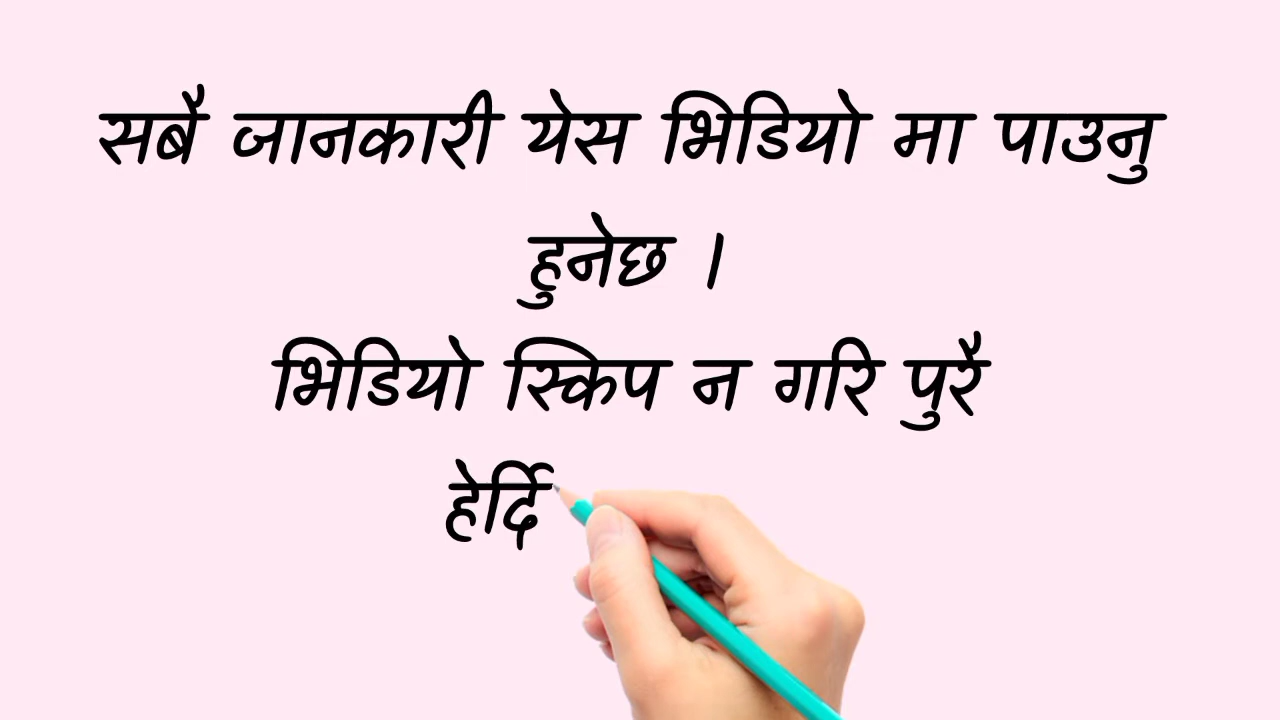 सबै जानकारी येस भिडियो मा पाउनु
हुनेछ ।
भिडियो स्किप न गरि पुरै
हेर्दि